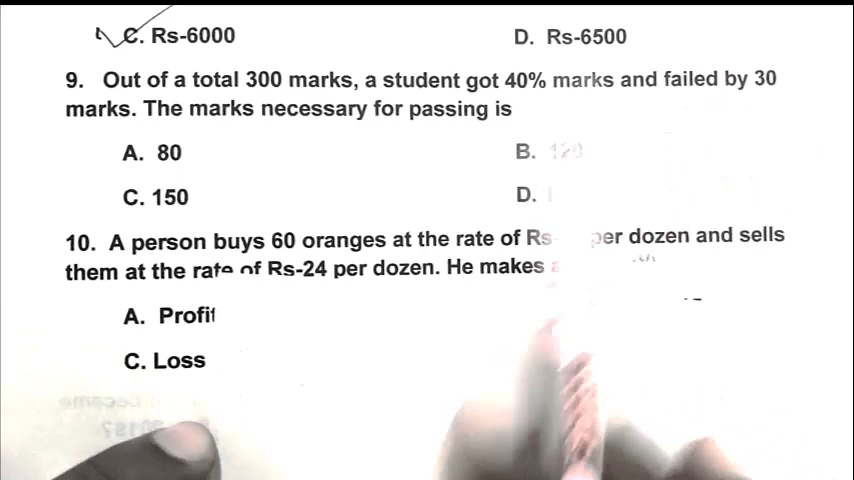 C. Rs-6000 D. Rs-6500
9. Out of a total 300 marks, a student got 40% marks and failed by 30
marks. The marks necessary for passing is
A. 80 B. 120
C. 150 D.
10. A person buys 60 oranges at the rate of Rs- per dozen and sells
them at the rate of Rs-24 per dozen. He makes
A. Profit
C. Loss